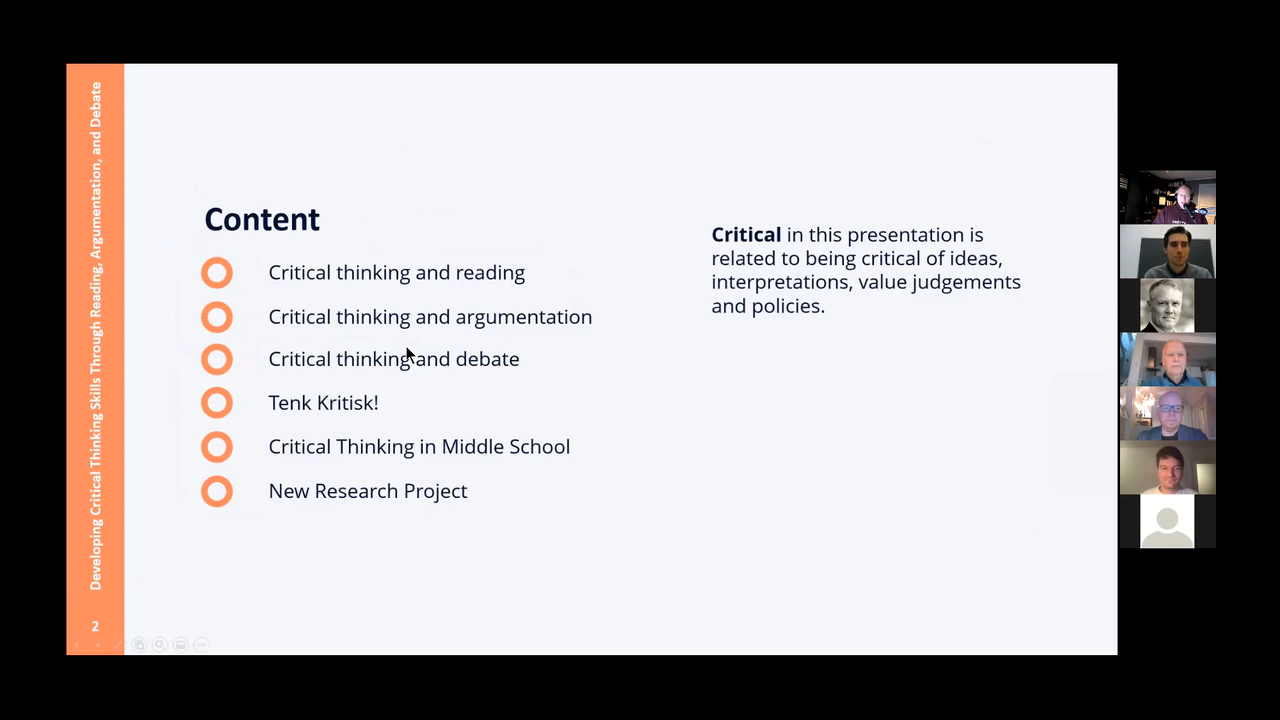 Developing Critical Thinking Skills Through Reading, Argumentation, and Debate
2
Content
Critical thinking and reading
Critical thinking and argumentation
Critical thinking and debate
Tenk Kritisk!
Critical Thinking in Middle School
New Research Project
Critical in this presentation is
related to being critical of ideas,
interpretations, value judgements
and policies.